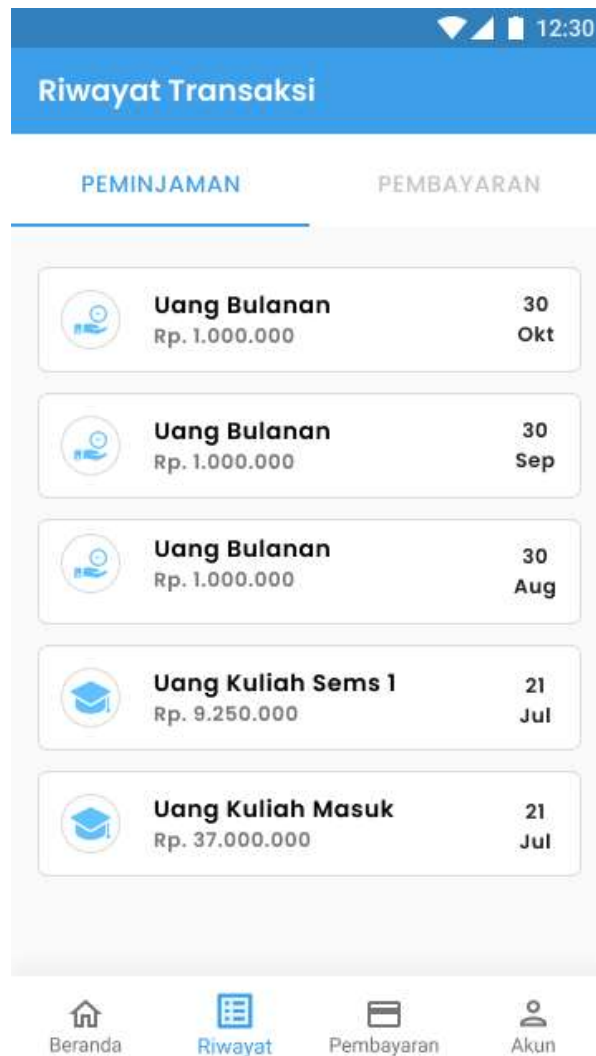 12:30
Riwayat Transaksi
PEMINJAMAN PEMBAYARAN
Uang Bulanan
Rp. 1.000.000
30
Okt
Uang Bulanan
Rp. 1.000.000
30
Sep
Uang Bulanan
Rp. 1.000.000
30
Aug
Uang Kuliah Sems 1
Rp. 9.250.000
21
Jul
Uang Kuliah Masuk
Rp. 37.000.000
21
Jul
Beranda Riwayat Pembayaran Akun